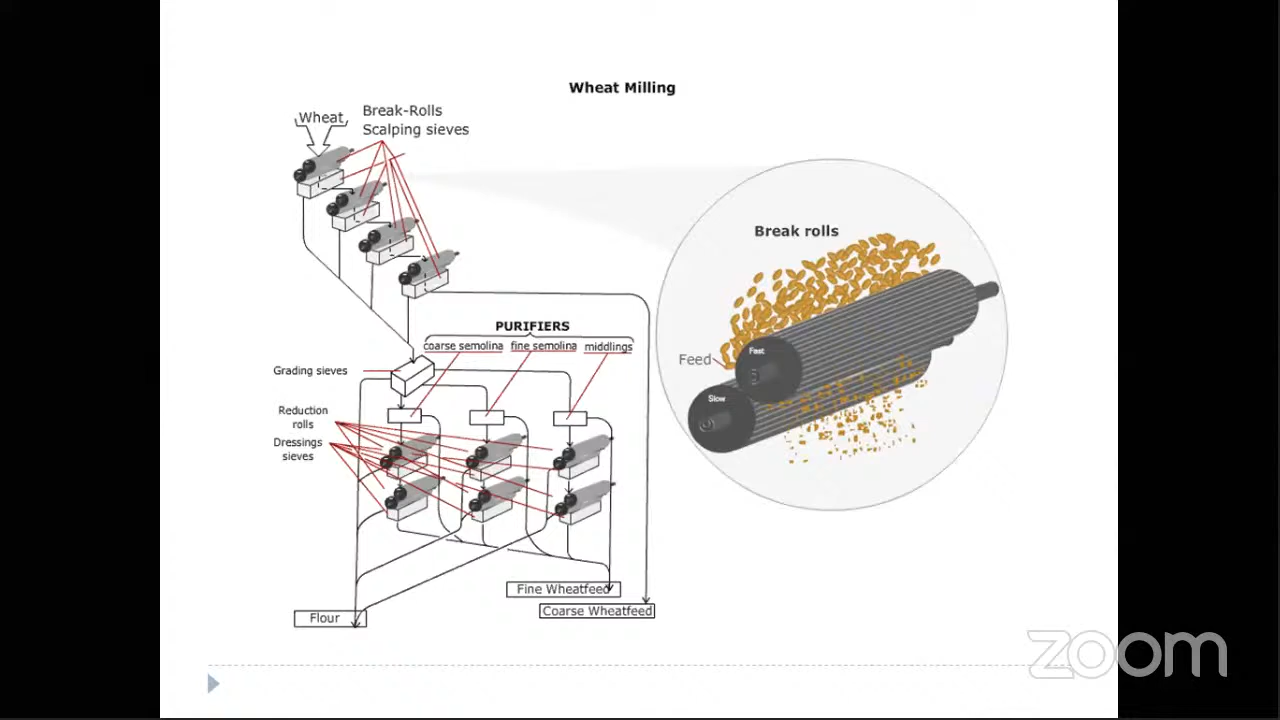 Wheat Milling
Wheat
Break-Rolls
Scalping sieves
Break rolls
Feed
Fast
Slow
PURIFIERS
coarse semolina
fine semolina
middlings
Grading sieves
Reduction
rolls
Dressings
sieves
Fine Wheatfeed
Coarse Wheatfeed
Flour
zoom